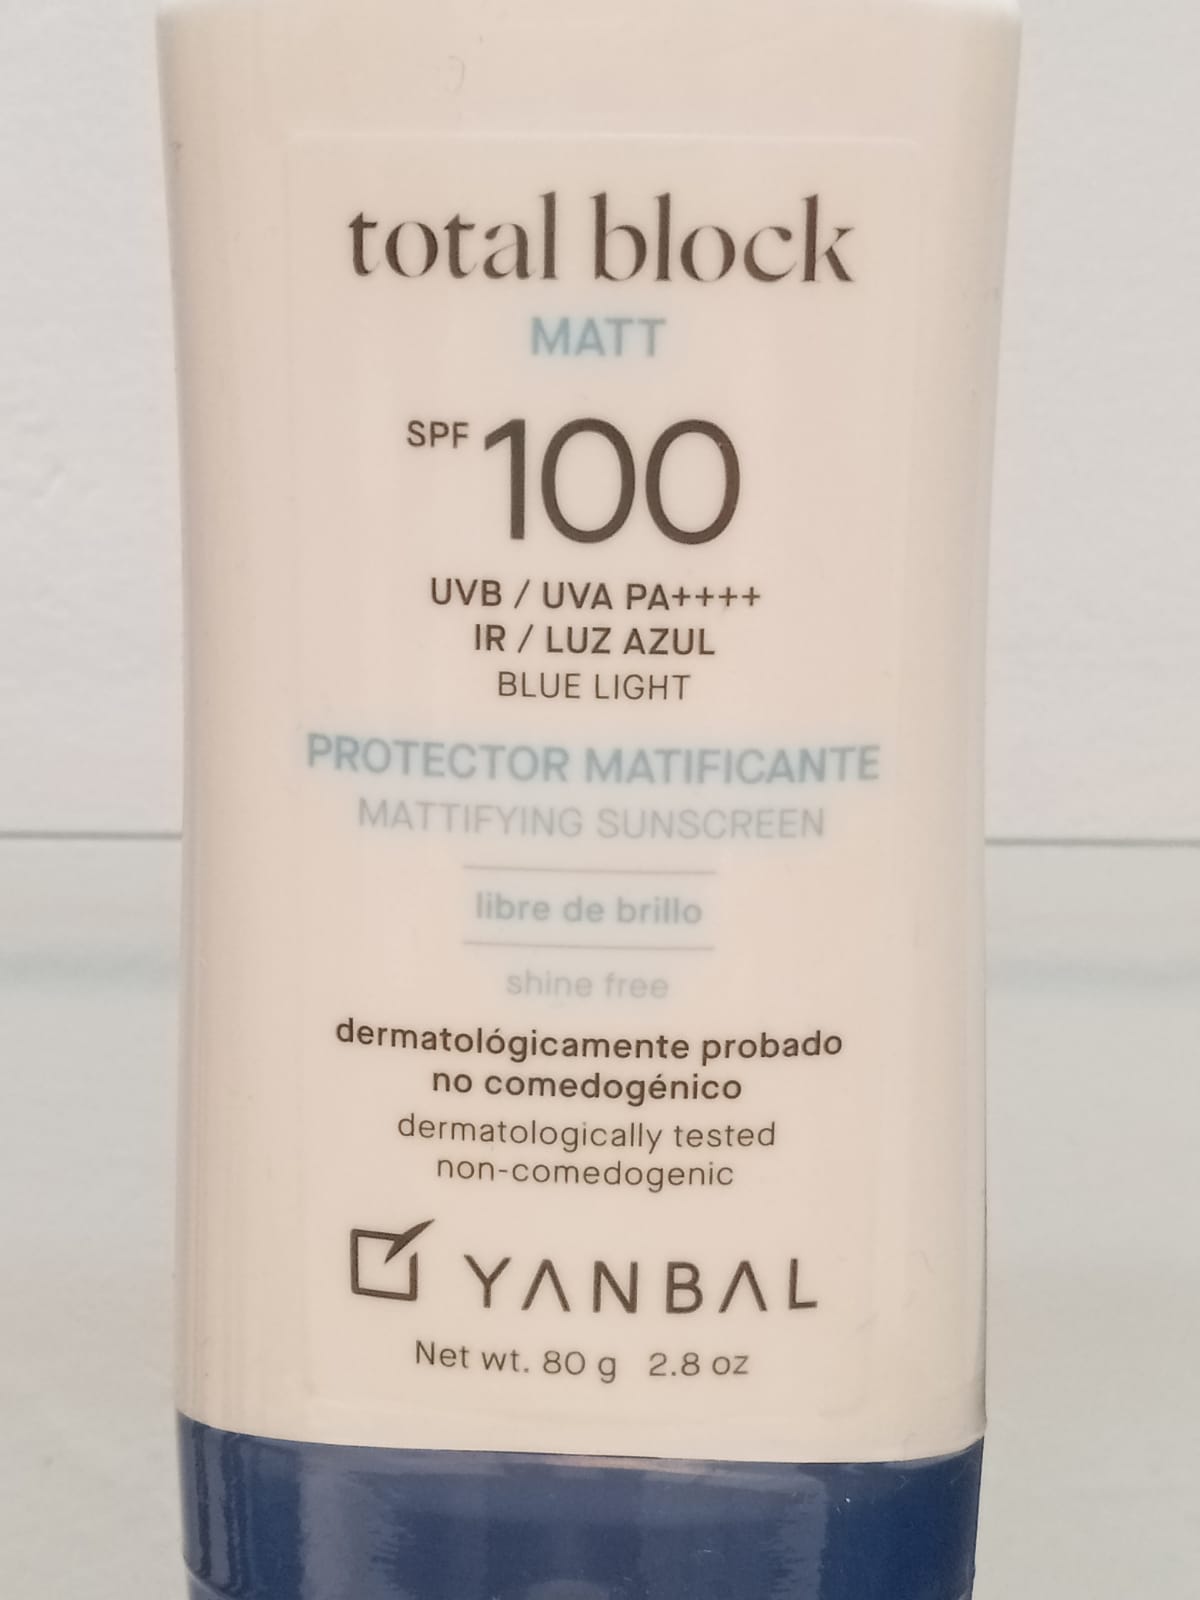 total block
MATT
SPF 100
UVB / UVA PA++++
IR / LUZ AZUL
BLUE LIGHT
PROTECTOR MATIFICANTE
MATTIFYING SUNSCREEN
libre de brillo
shine free
dermatológicamente probado
no comedogénico
dermatologically tested
non-comedogenic
YANBAL
Net wt. 80 g 2.8 oz